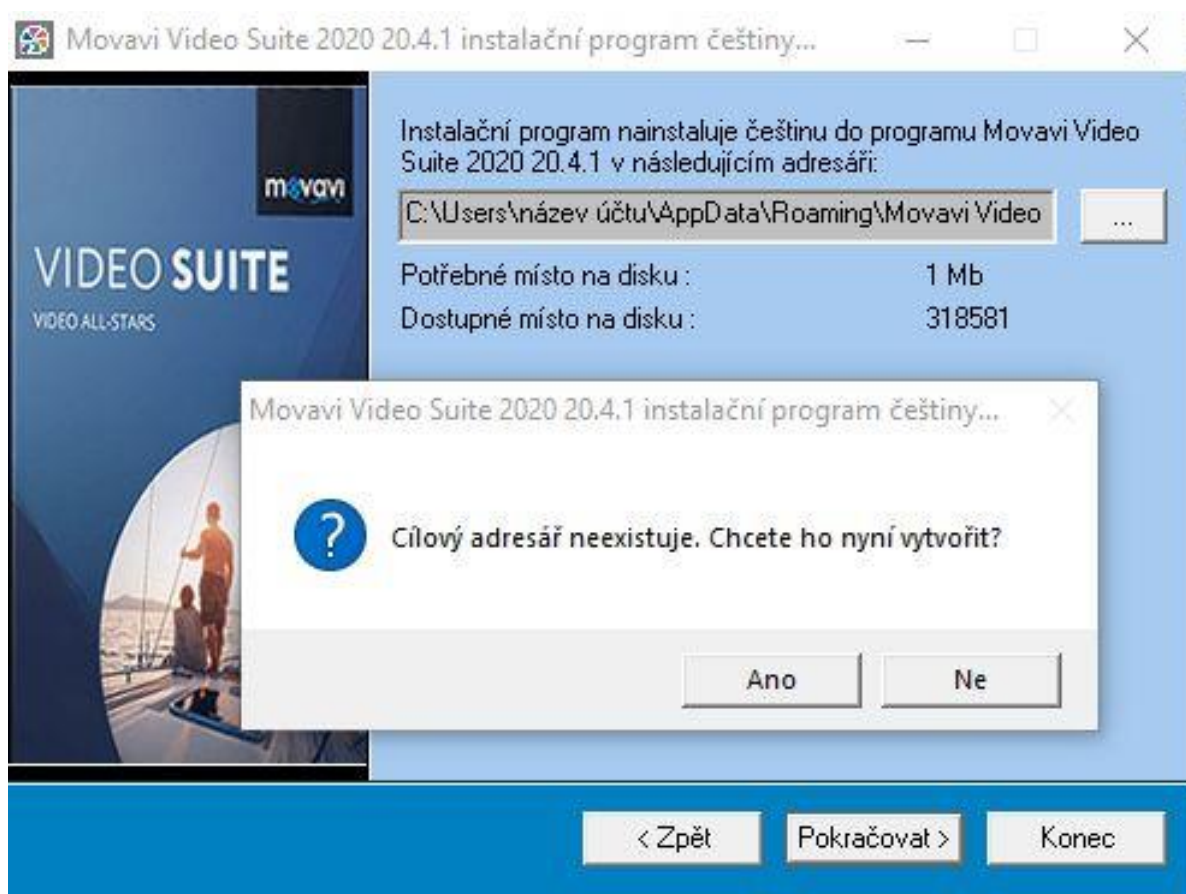 Movavi Video Suite 2020 20.4.1 instalační program češtiny...
movavi
VIDEO SUITE
VIDEO ALL-STARS
Instalační program nainstaluje češtinu do programu Movavi Video
Suite 2020 20.4.1 v následujícím adresáři:
C:\Users\název účtu\AppData\Roaming\Movavi Video
...
Potřebné místo na disku : 1 Mb
Dostupné místo na disku : 318581
Movavi Video Suite 2020 20.4.1 instalační program češtiny...
Cílový adresář neexistuje. Chcete ho nyní vytvořit?
Ano
Ne
< Zpět
Pokračovat >
Konec